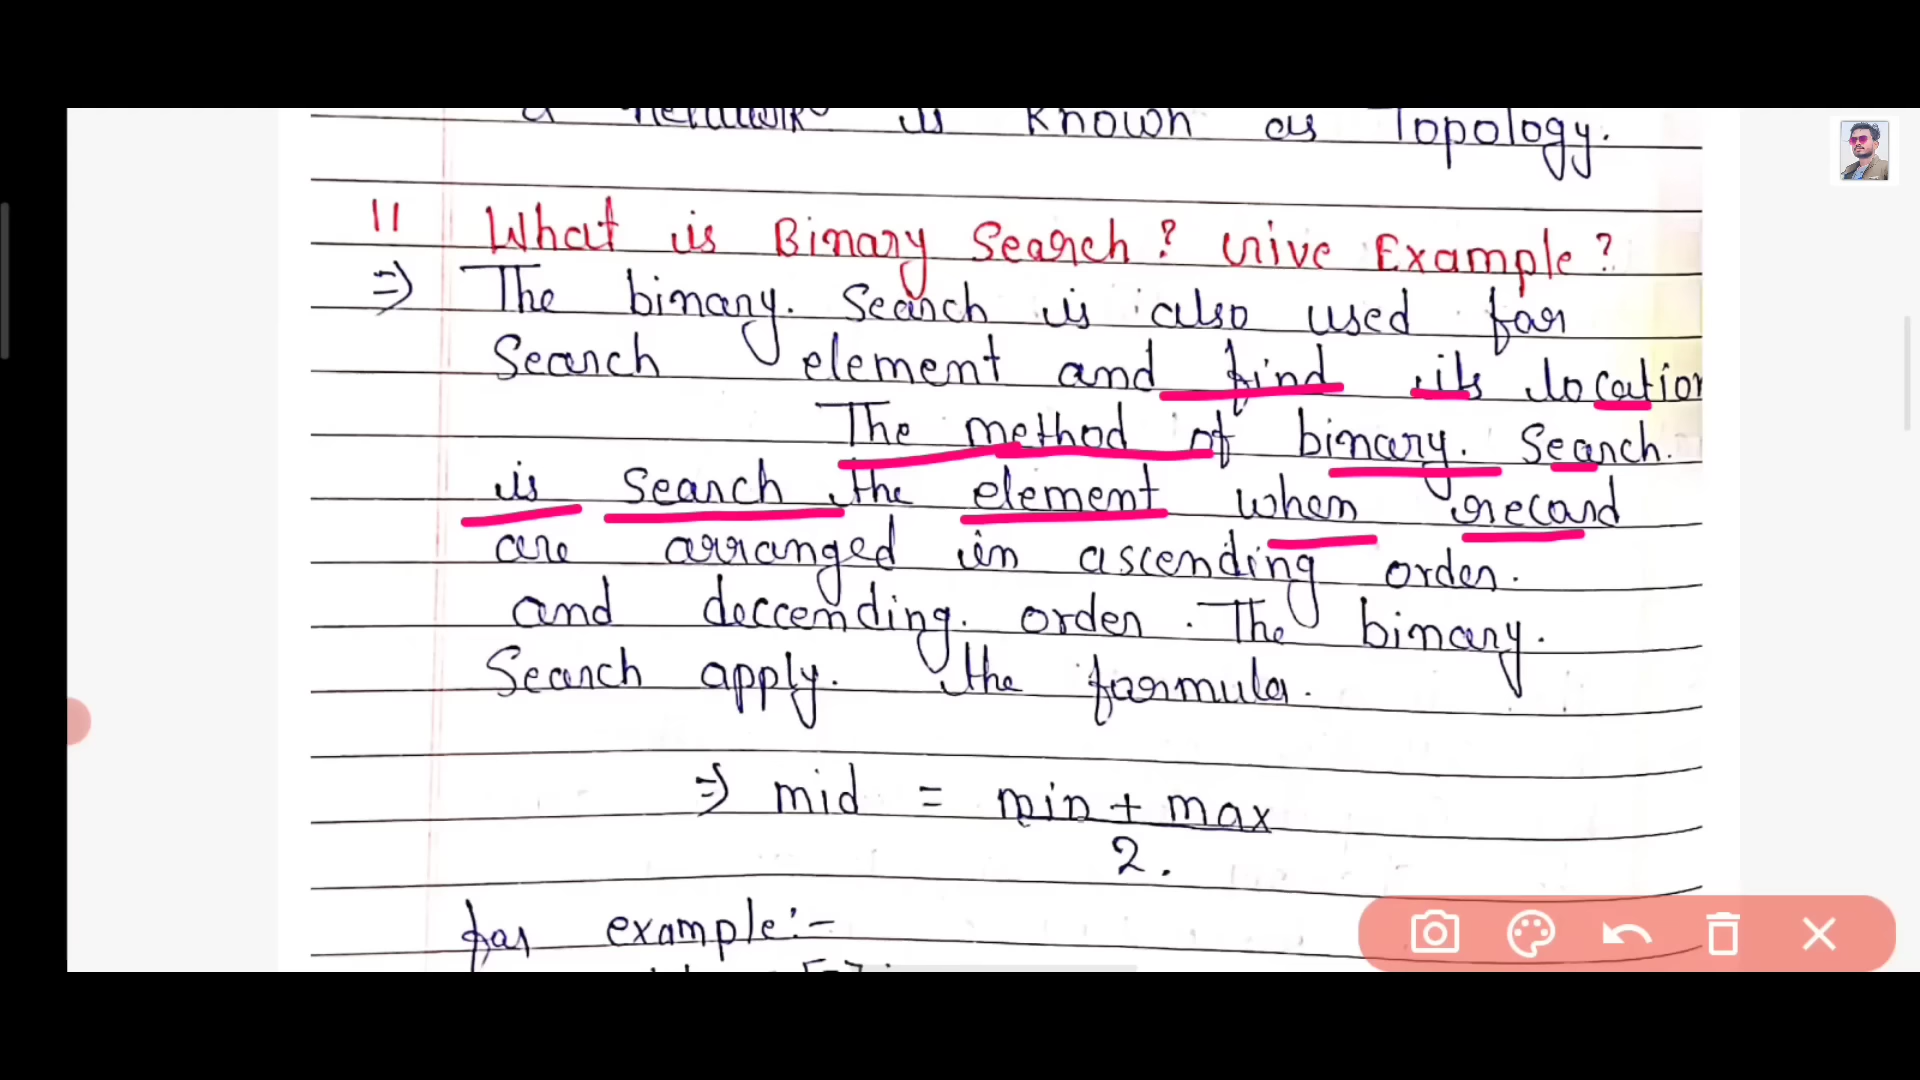 a network is known as Topology.
11 What is Binary Search? Give Example?
=> The binary. Search is also used for
Search element and find its location
The method of binary. Search.
is search the element when record
are arranged in ascending order.
and deccending. order. The binary.
Search apply. the formula.
=> mid = min + max
2.
for example:-